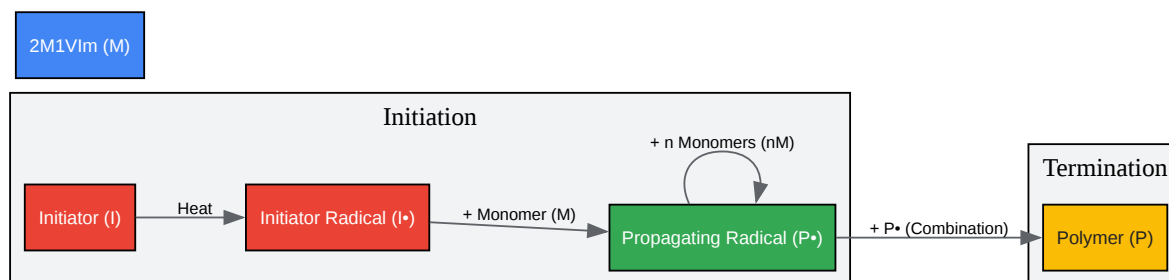 2M1VIm (M)
Initiation
Initiator (I)
Heat
Initiator Radical (I•)
+ Monomer (M)
+ n Monomers (nM)
Propagating Radical (P•)
+ P• (Combination)
Termination
Polymer (P)